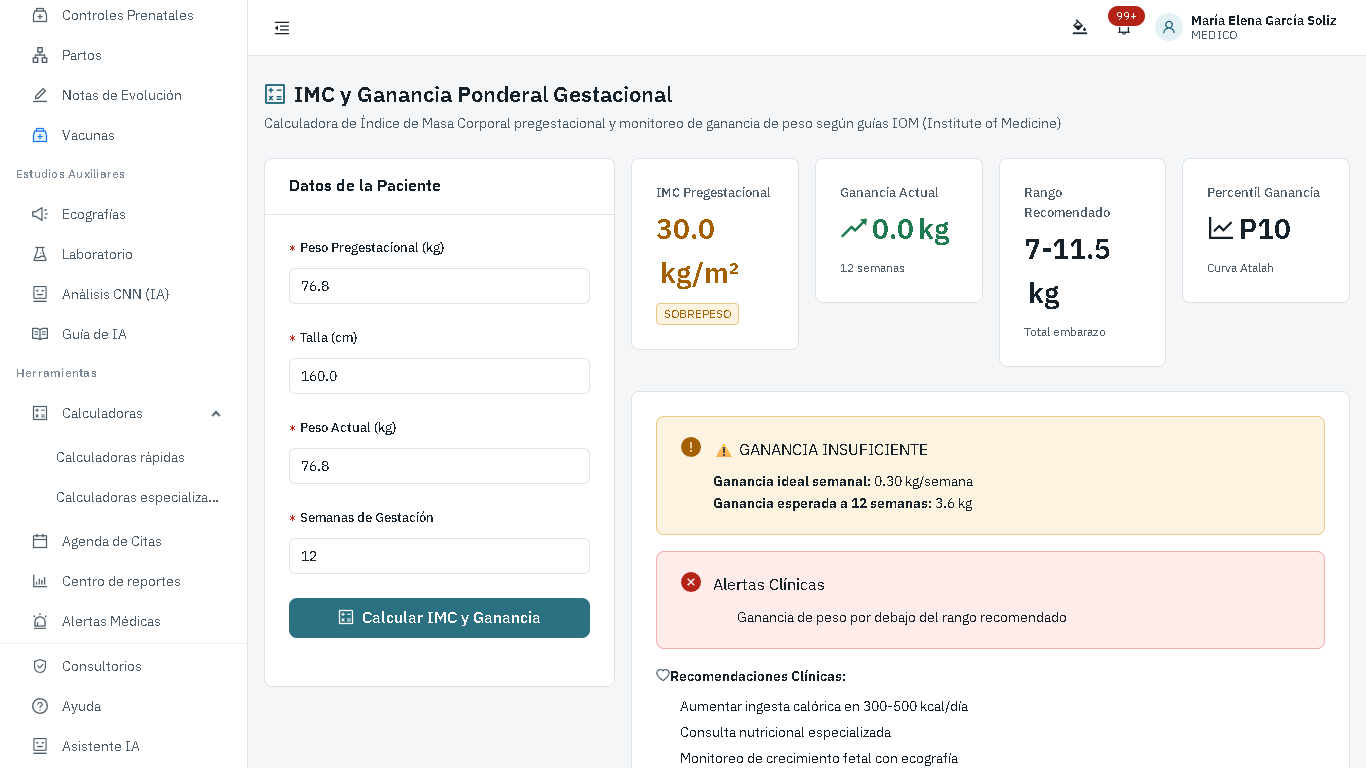 Controles Prenatales
Partos
Notas de Evolución
Vacunas
Estudios Auxiliares
Ecografías
Laboratorio
Análisis CNN (IA)
Guía de IA
Herramientas
Calculadoras
Calculadoras rápidas
Calculadoras especializa...
Agenda de Citas
Centro de reportes
Alertas Médicas
Consultorios
Ayuda
Asistente IA
99+
María Elena García Soliz
MEDICO
IMC y Ganancia Ponderal Gestacional
Calculadora de Índice de Masa Corporal pregestacional y monitoreo de ganancia de peso según guías IOM (Institute of Medicine)
Datos de la Paciente
* Peso Pregestacional (kg)
76.8
* Talla (cm)
160.0
* Peso Actual (kg)
76.8
* Semanas de Gestación
12
Calcular IMC y Ganancia
IMC Pregestacional
30.0
kg/m²
SOBREPESO
Ganancia Actual
0.0 kg
12 semanas
Rango
Recomendado
7-11.5
kg
Total embarazo
Percentil Ganancia
P10
Curva Atalah
GANANCIA INSUFICIENTE
Ganancia ideal semanal: 0.30 kg/semana
Ganancia esperada a 12 semanas: 3.6 kg
Alertas Clínicas
Ganancia de peso por debajo del rango recomendado
Recomendaciones Clínicas:
Aumentar ingesta calórica en 300-500 kcal/día
Consulta nutricional especializada
Monitoreo de crecimiento fetal con ecografía